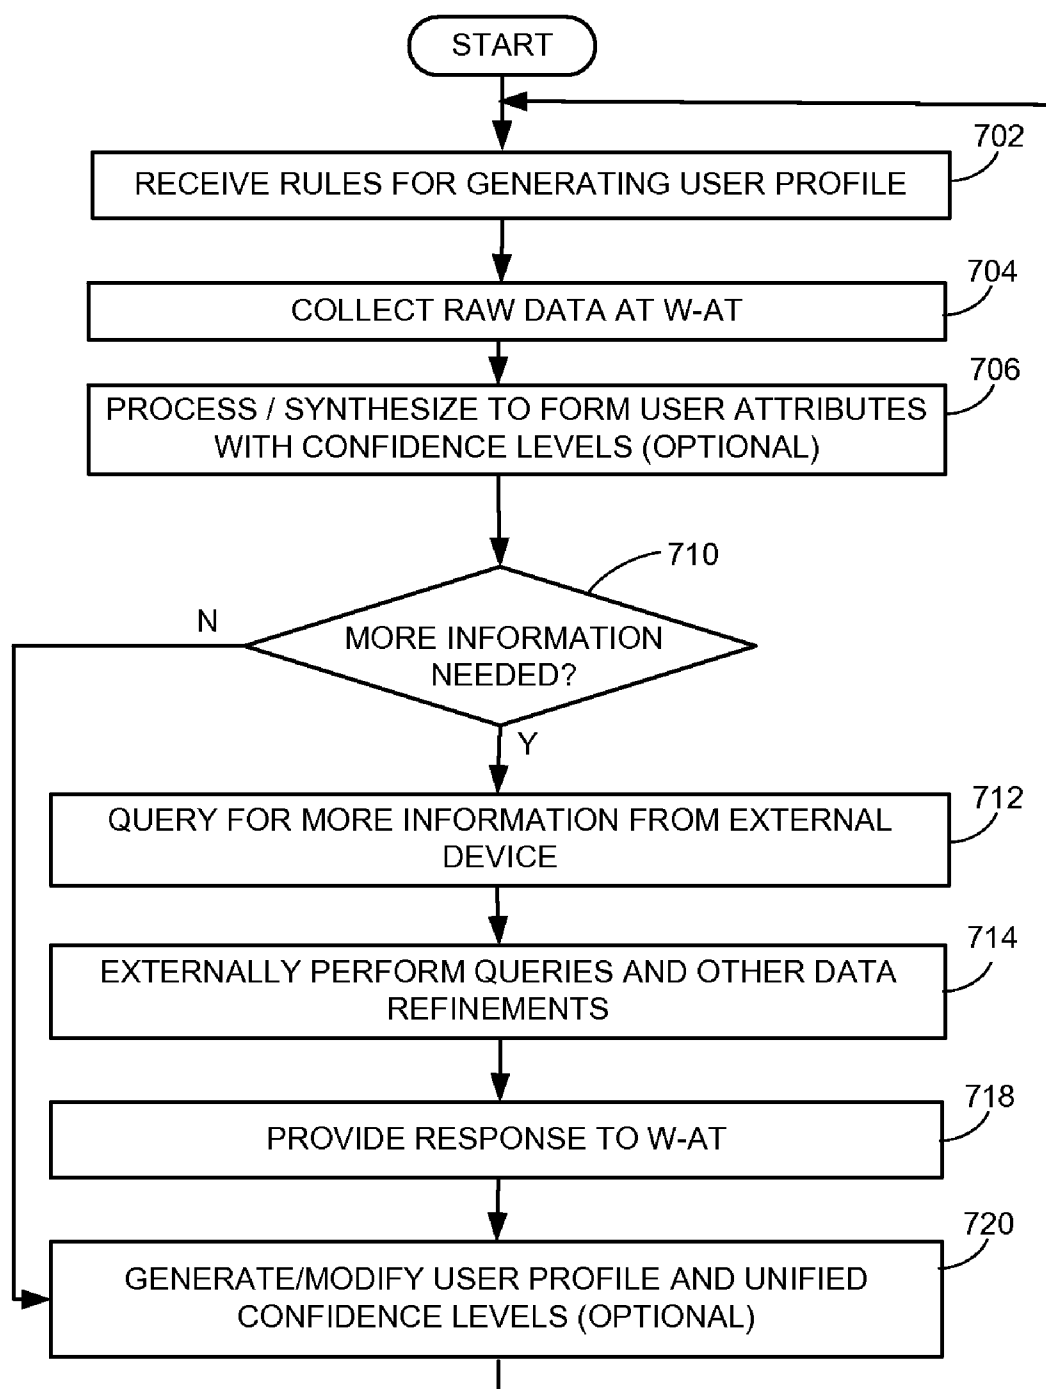 START
702
RECEIVE RULES FOR GENERATING USER PROFILE
704
COLLECT RAW DATA AT W-AT
706
PROCESS / SYNTHESIZE TO FORM USER ATTRIBUTES
WITH CONFIDENCE LEVELS (OPTIONAL)
710
N
MORE INFORMATION
NEEDED?
Y
712
QUERY FOR MORE INFORMATION FROM EXTERNAL
DEVICE
714
EXTERNALLY PERFORM QUERIES AND OTHER DATA
REFINEMENTS
718
PROVIDE RESPONSE TO W-AT
720
GENERATE/MODIFY USER PROFILE AND UNIFIED
CONFIDENCE LEVELS (OPTIONAL)